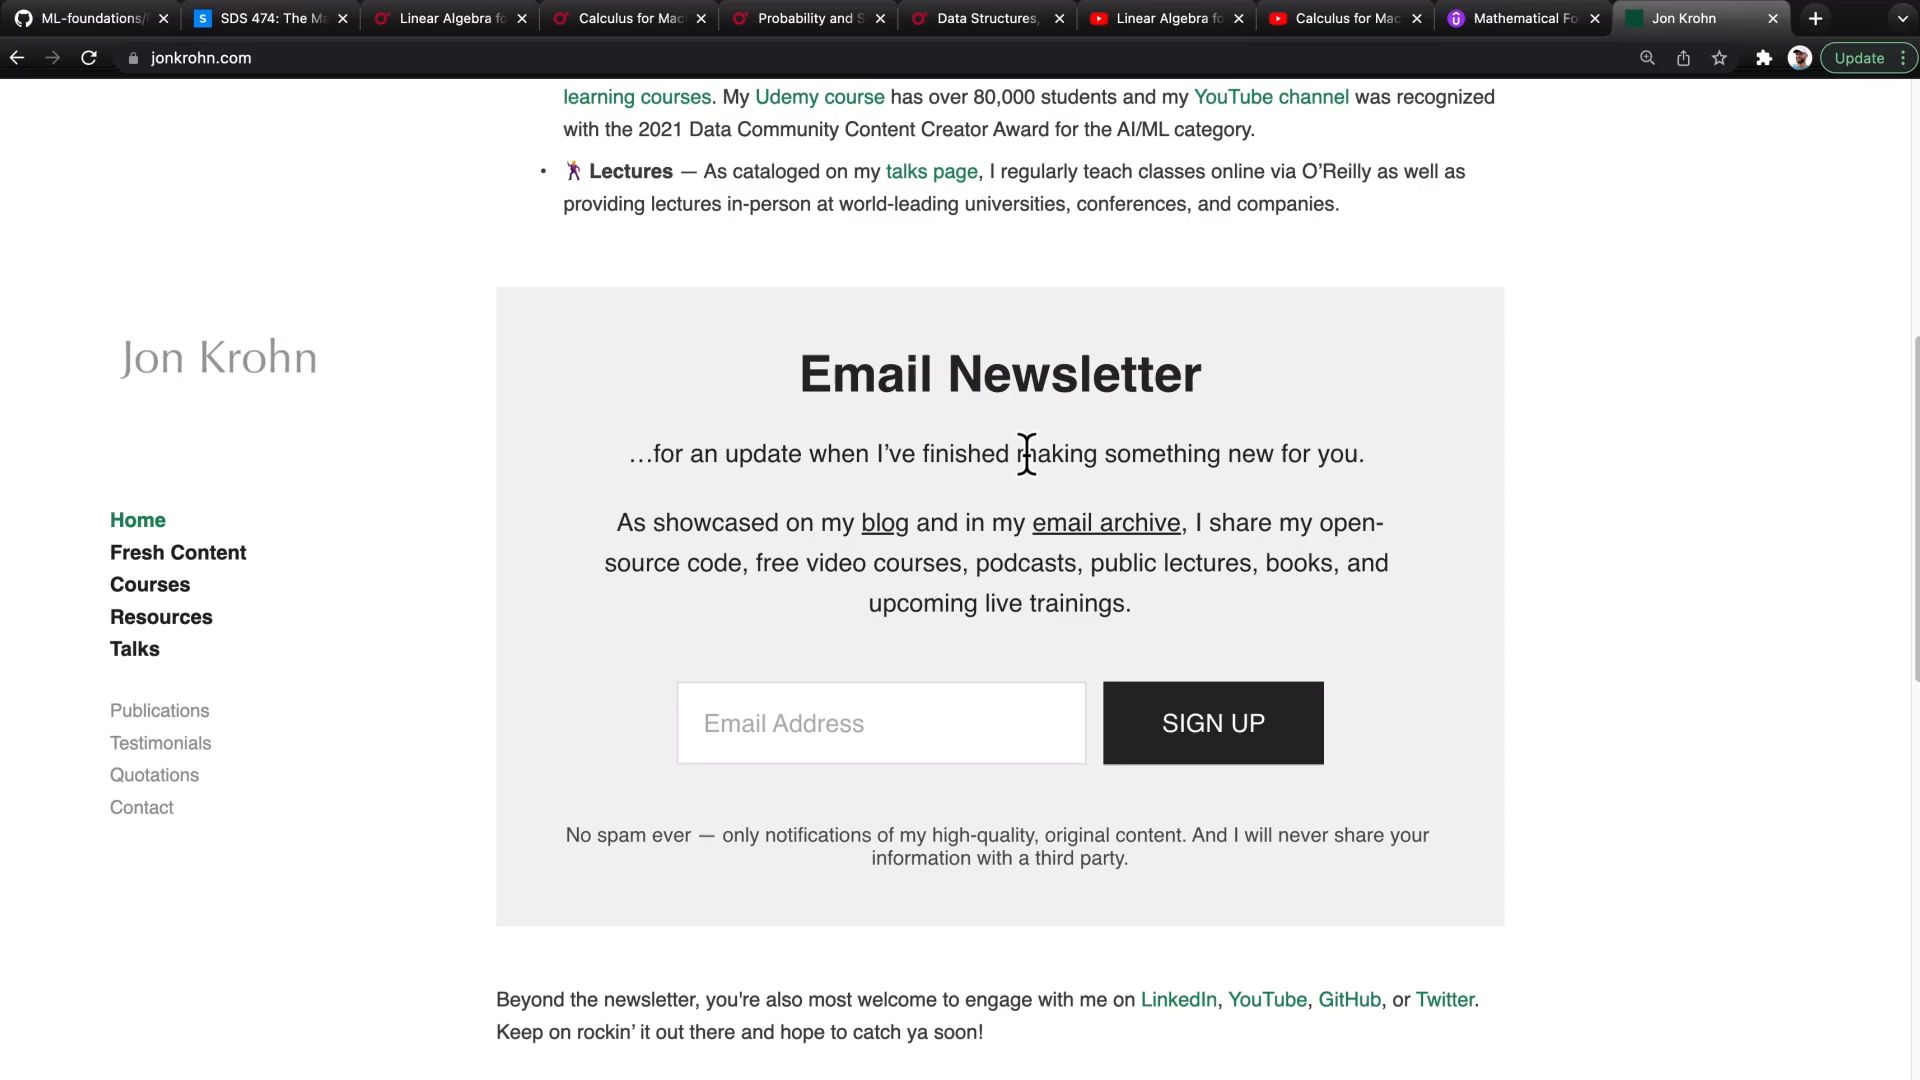 ML-foundations/
SDS 474: The Ma
Linear Algebra fo
Calculus for Mac
Probability and S
Data Structures,
Linear Algebra fo
Calculus for Mac
Mathematical Fo
Jon Krohn
jonkrohn.com
Update
learning courses. My Udemy course has over 80,000 students and my YouTube channel was recognized
with the 2021 Data Community Content Creator Award for the AI/ML category.
• Lectures — As cataloged on my talks page, I regularly teach classes online via O’Reilly as well as
providing lectures in-person at world-leading universities, conferences, and companies.
Jon Krohn
Home
Fresh Content
Courses
Resources
Talks
Publications
Testimonials
Quotations
Contact
Email Newsletter
…for an update when I’ve finished making something new for you.
As showcased on my blog and in my email archive, I share my open-
source code, free video courses, podcasts, public lectures, books, and
upcoming live trainings.
Email Address
SIGN UP
No spam ever — only notifications of my high-quality, original content. And I will never share your
information with a third party.
Beyond the newsletter, you're also most welcome to engage with me on LinkedIn, YouTube, GitHub, or Twitter.
Keep on rockin’ it out there and hope to catch ya soon!